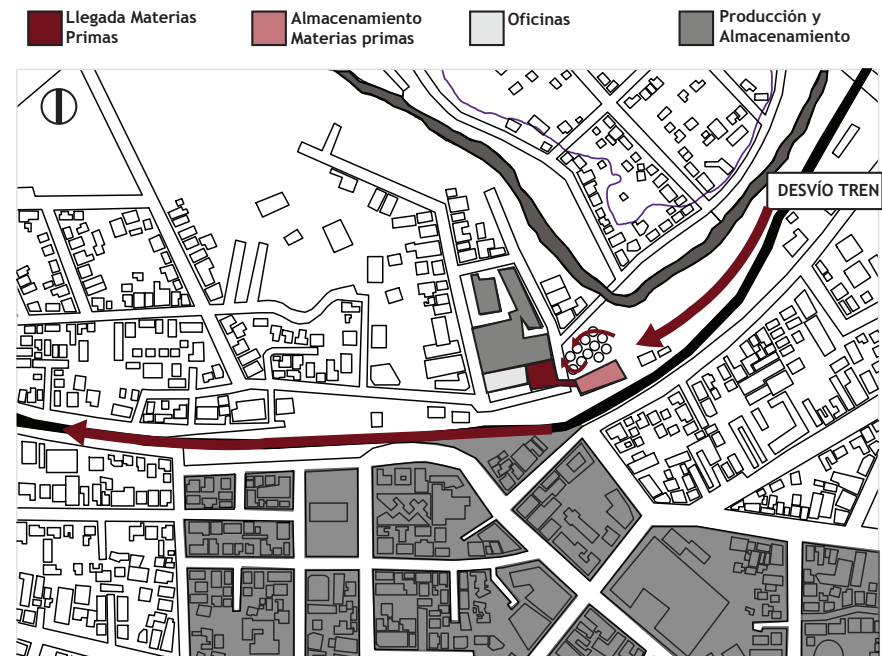 Llegada Materias
Primas
Almacenamiento
Materias primas
Oficinas
Producción y
Almacenamiento
DESVÍO TREN